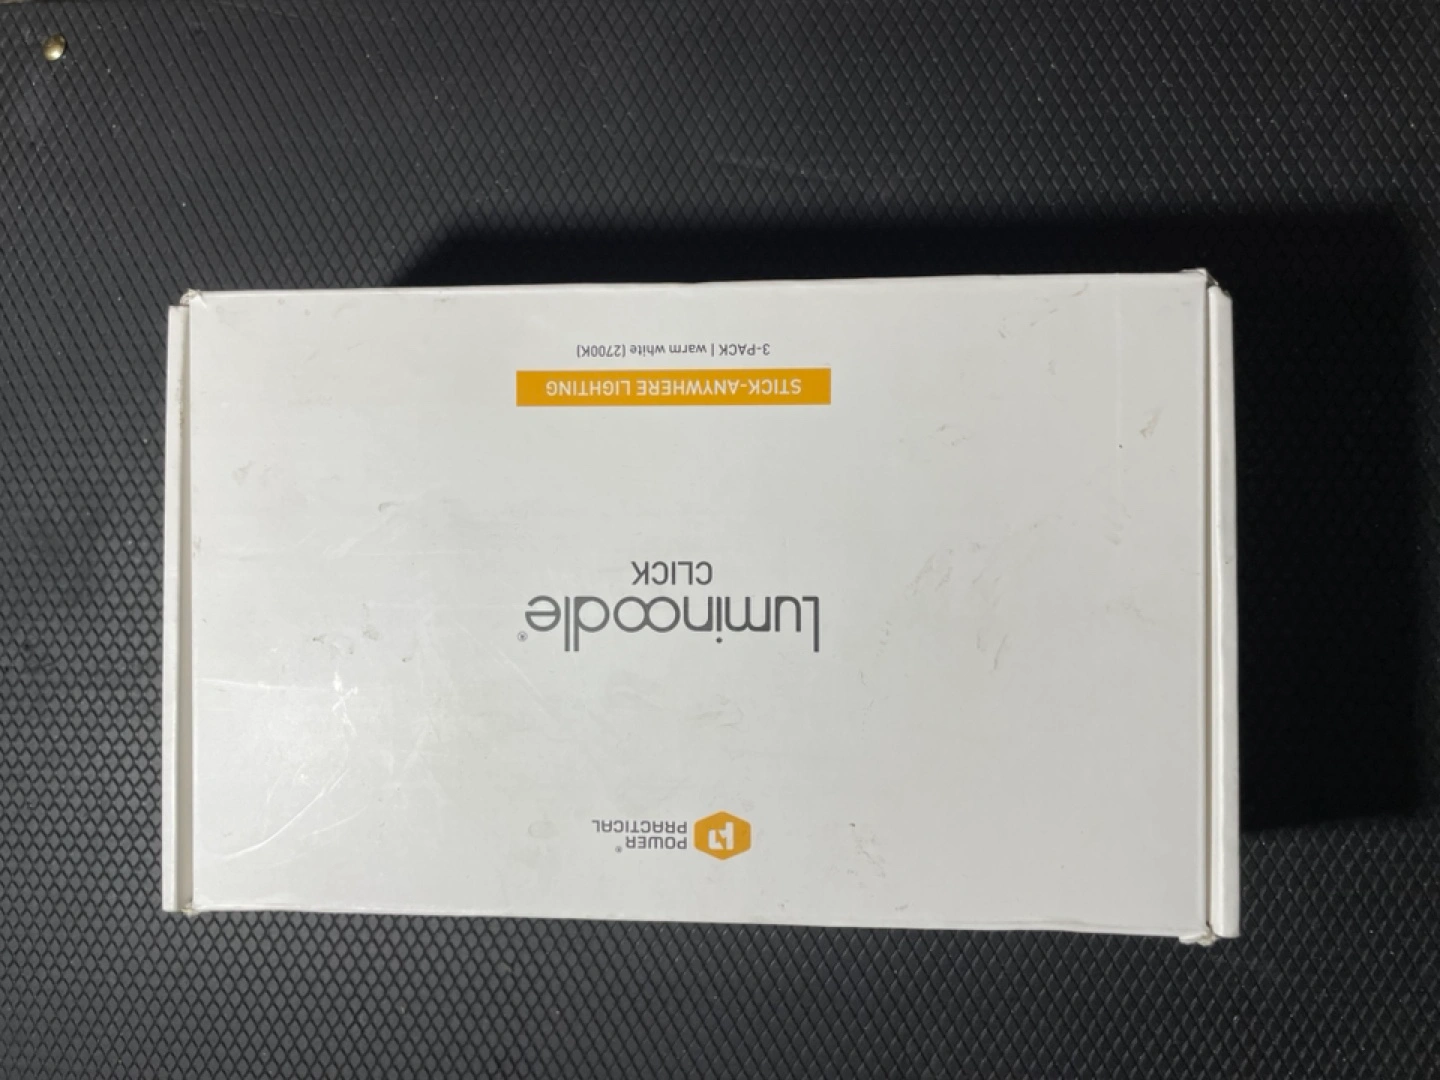 POWER®
PRACTICAL
Luminoodle®
CLICK
STICK-ANYWHERE LIGHTING
3-PACK | warm white (2700K)